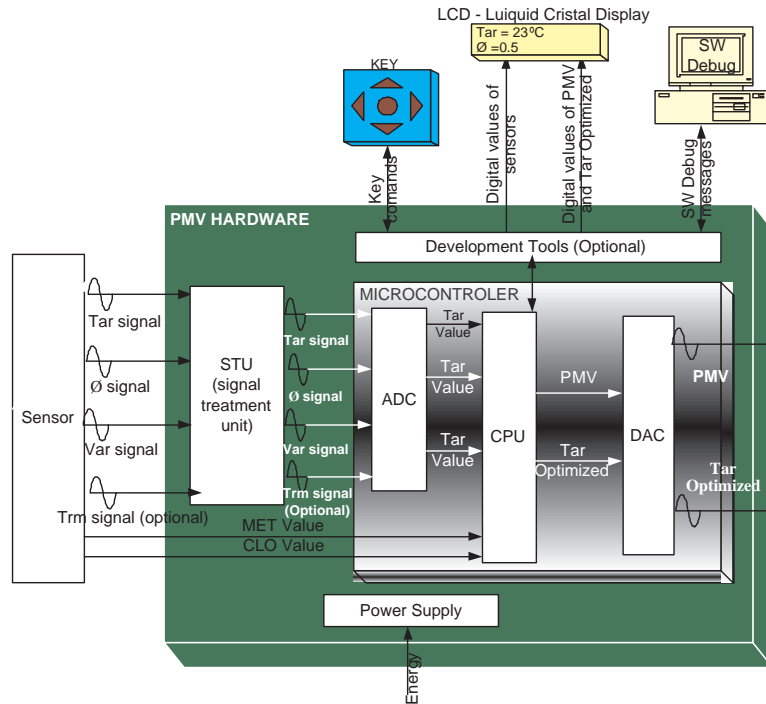 LCD - Luiquid Cristal Display
Tar = 23ºC
Ø =0.5
SW
Debug
KEY
Key
comands
Digital values of
sensors
Digital values of PMV
and Tar Optimized
SW Debug
messages
PMV HARDWARE
Development Tools (Optional)
MICROCONTROLER
Sensor
Tar signal
Ø signal
Var signal
Trm signal (optional)
STU
(signal
treatment
unit)
Tar signal
Ø signal
Var signal
Trm signal
(Optional)
MET Value
CLO Value
ADC
Tar
Value
Tar
Value
Tar
Value
CPU
PMV
Tar
Optimized
DAC
PMV
Tar
Optimized
Power Supply
Energy